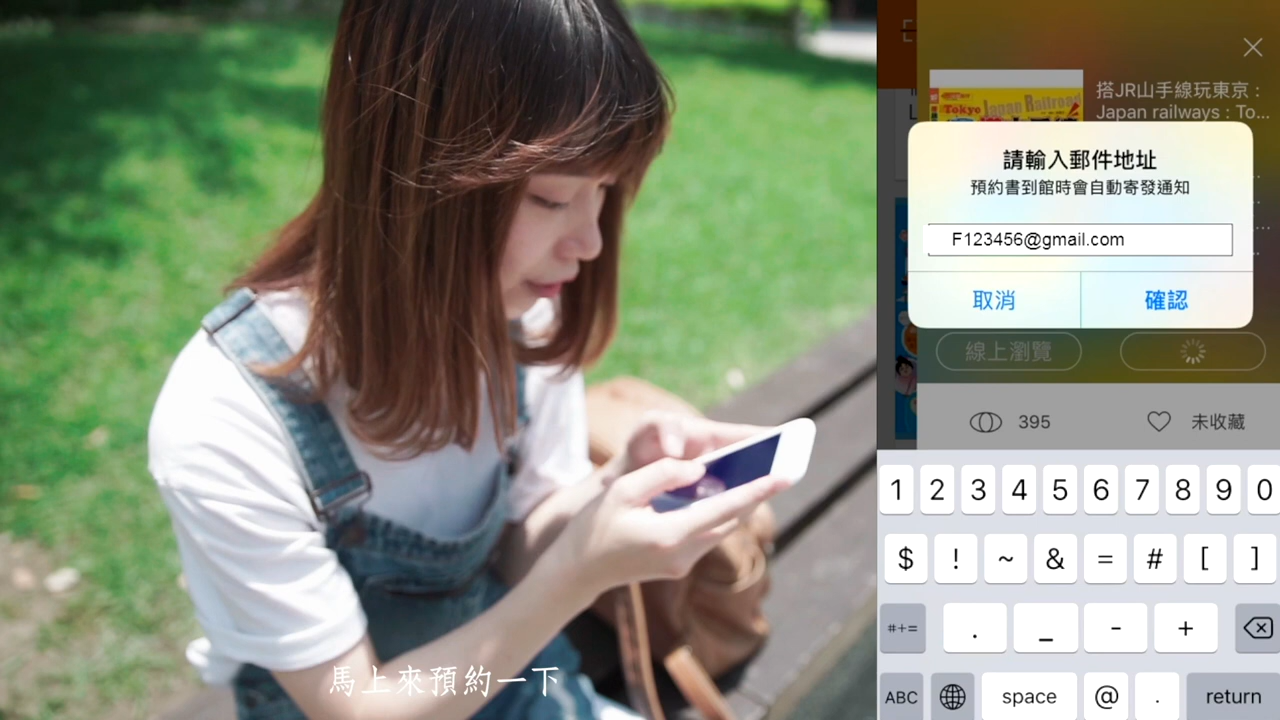 馬上來預約一下
搭JR山手線玩東京 :
Japan railways : To...
Tokyo Japan Railroad
請輸入郵件地址
預約書到館時會自動寄發通知
F123456@gmail.com
取消 確認
線上瀏覽
395 未收藏
1 2 3 4 5 6 7 8 9 0
$ ! ~ & = # [ ]
#+= . _ - +
ABC space @ . return